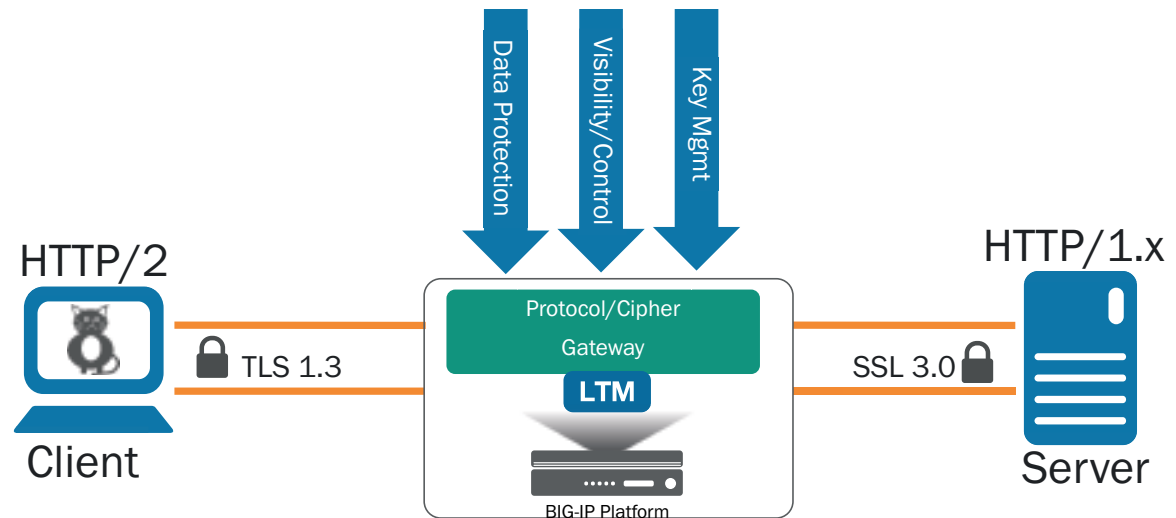 Data Protection
Visibility/Control
Key Mgmt
HTTP/2
HTTP/1.x
Protocol/Cipher
Gateway
TLS 1.3
SSL 3.0
LTM
Client
Server
BIG-IP Platform